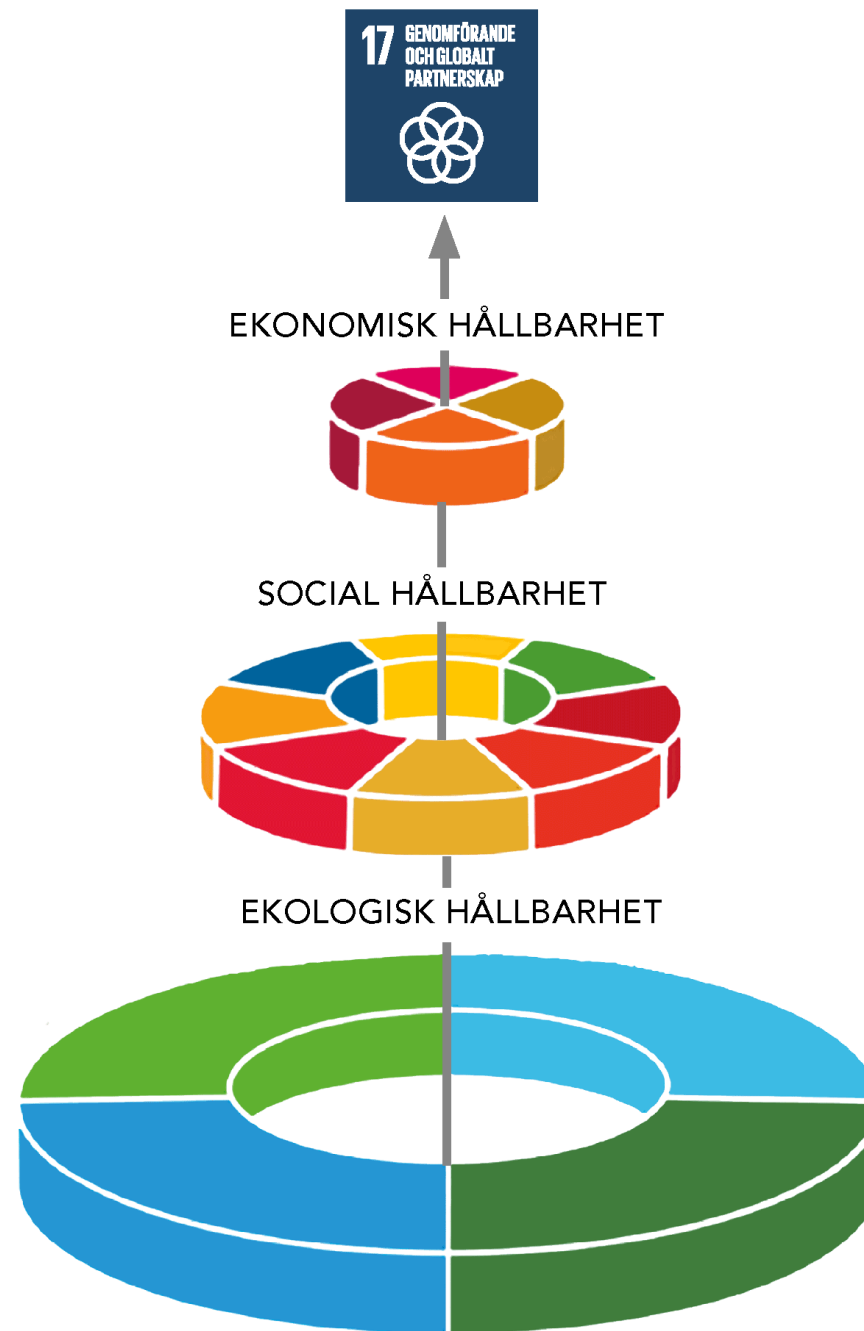 17 GENOMFÖRANDE
OCH GLOBALT
PARTNERSKAP
EKONOMISK HÅLLBARHET
SOCIAL HÅLLBARHET
EKOLOGISK HÅLLBARHET